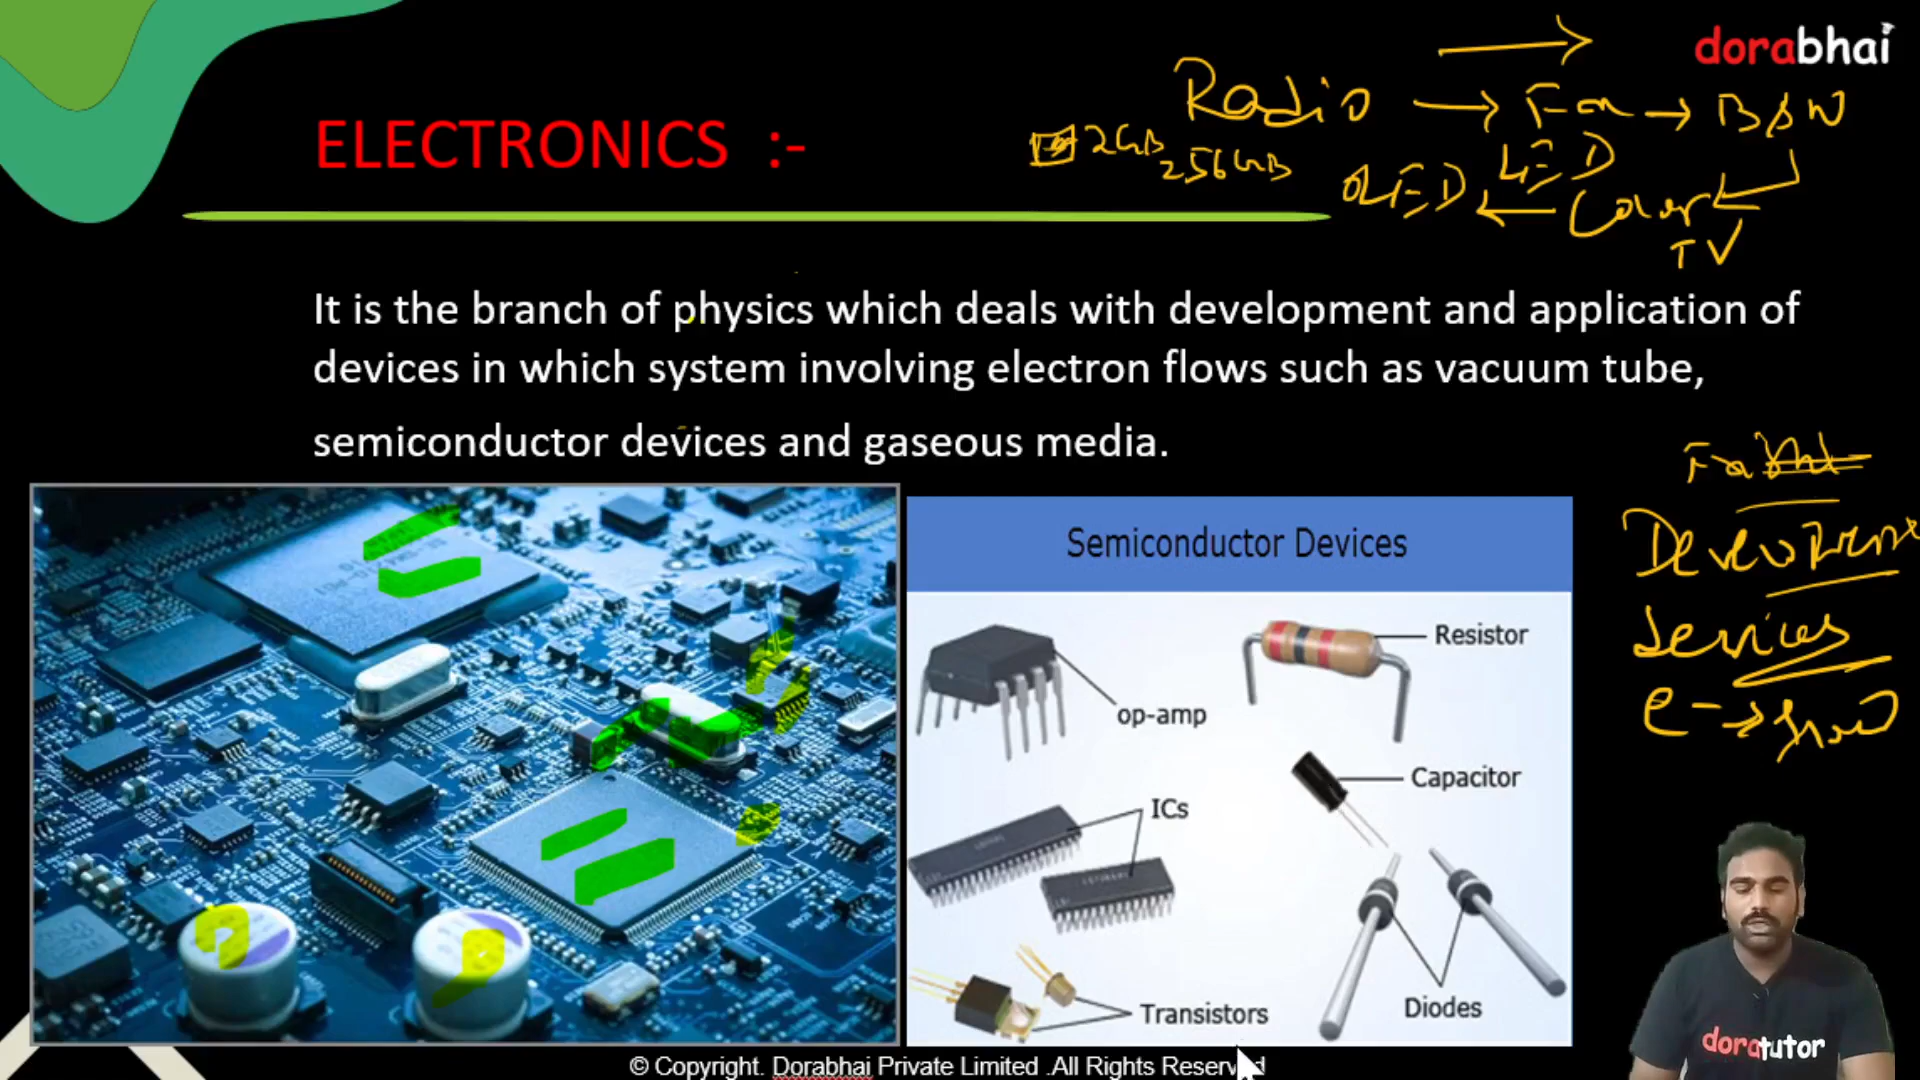 dorabhai
Radio → Fan → B&W
ELECTRONICS :-
2GB
256GB
OLED
LED
Color
TV
It is the branch of physics which deals with development and application of
devices in which system involving electron flows such as vacuum tube,
semiconductor devices and gaseous media.
Semiconductor Devices
Resistor
op-amp
Capacitor
ICs
Diodes
Transistors
Devices
e- → flow
doratutor
© Copyright. Dorabhai Private Limited .All Rights Reserved